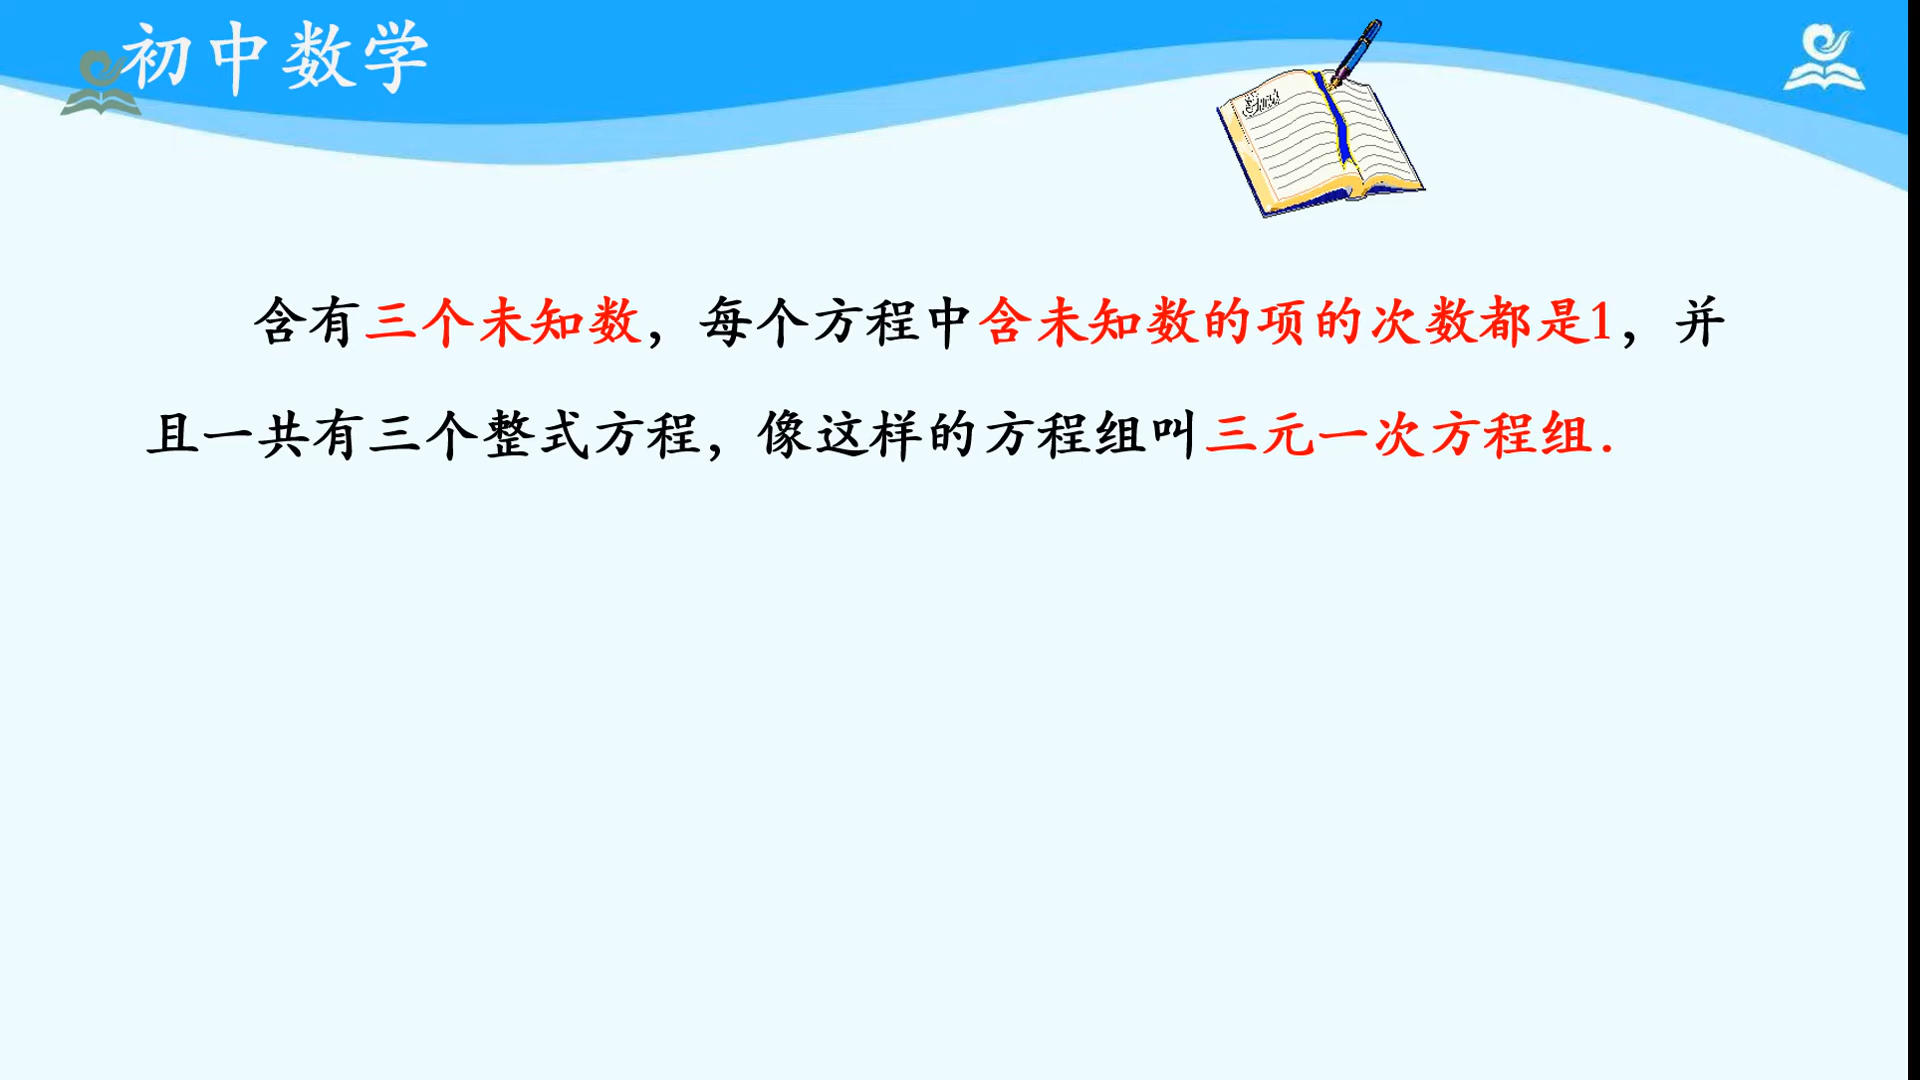 初中数学
含有三个未知数，每个方程中含未知数的项的次数都是1，并
且一共有三个整式方程，像这样的方程组叫三元一次方程组.